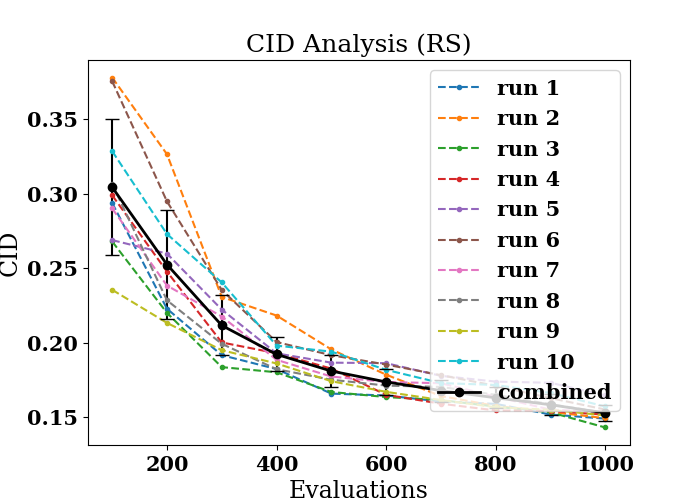 CID Analysis (RS)
CID
0.35
0.30
0.25
0.20
0.15
200 400 600 800 1000
Evaluations
run 1
run 2
run 3
run 4
run 5
run 6
run 7
run 8
run 9
run 10
combined